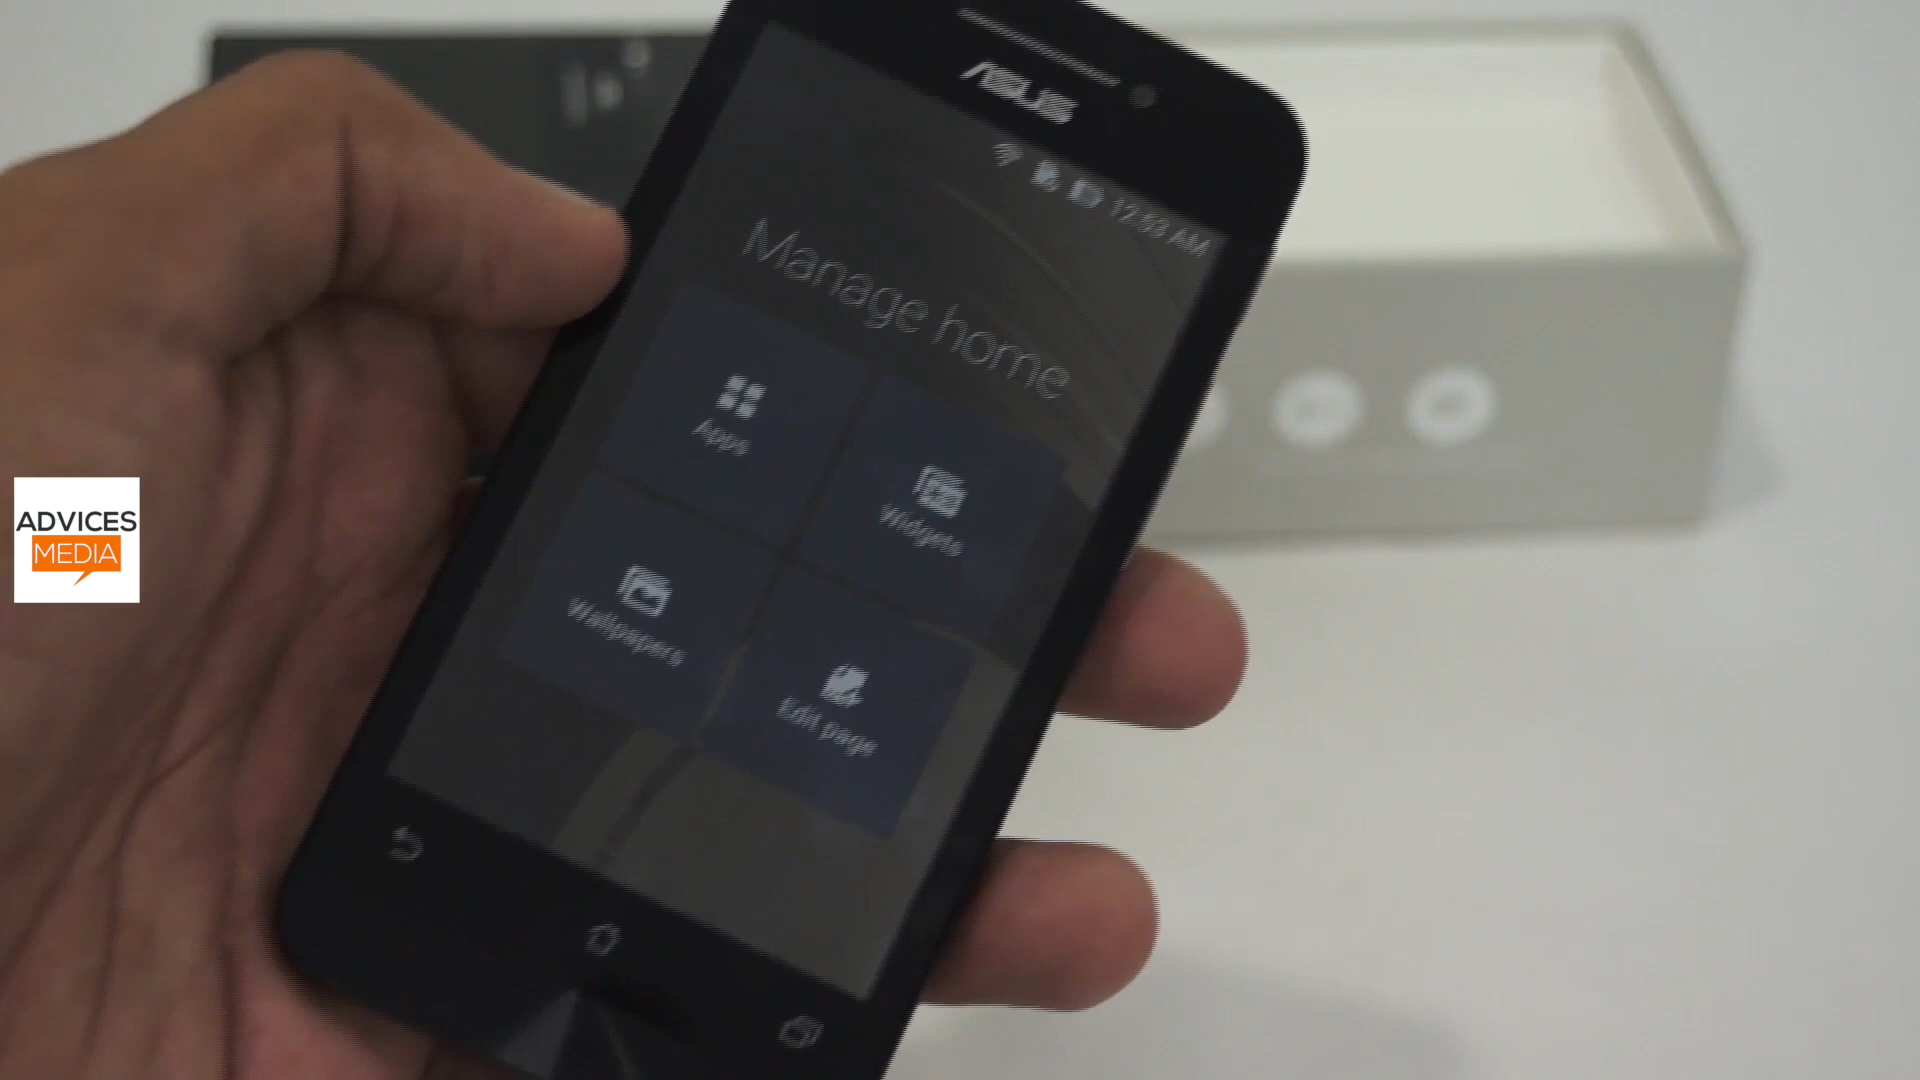 ASUS
12:53 AM
Manage home
Apps
Widgets
Wallpapers
Edit page
ADVICES
MEDIA